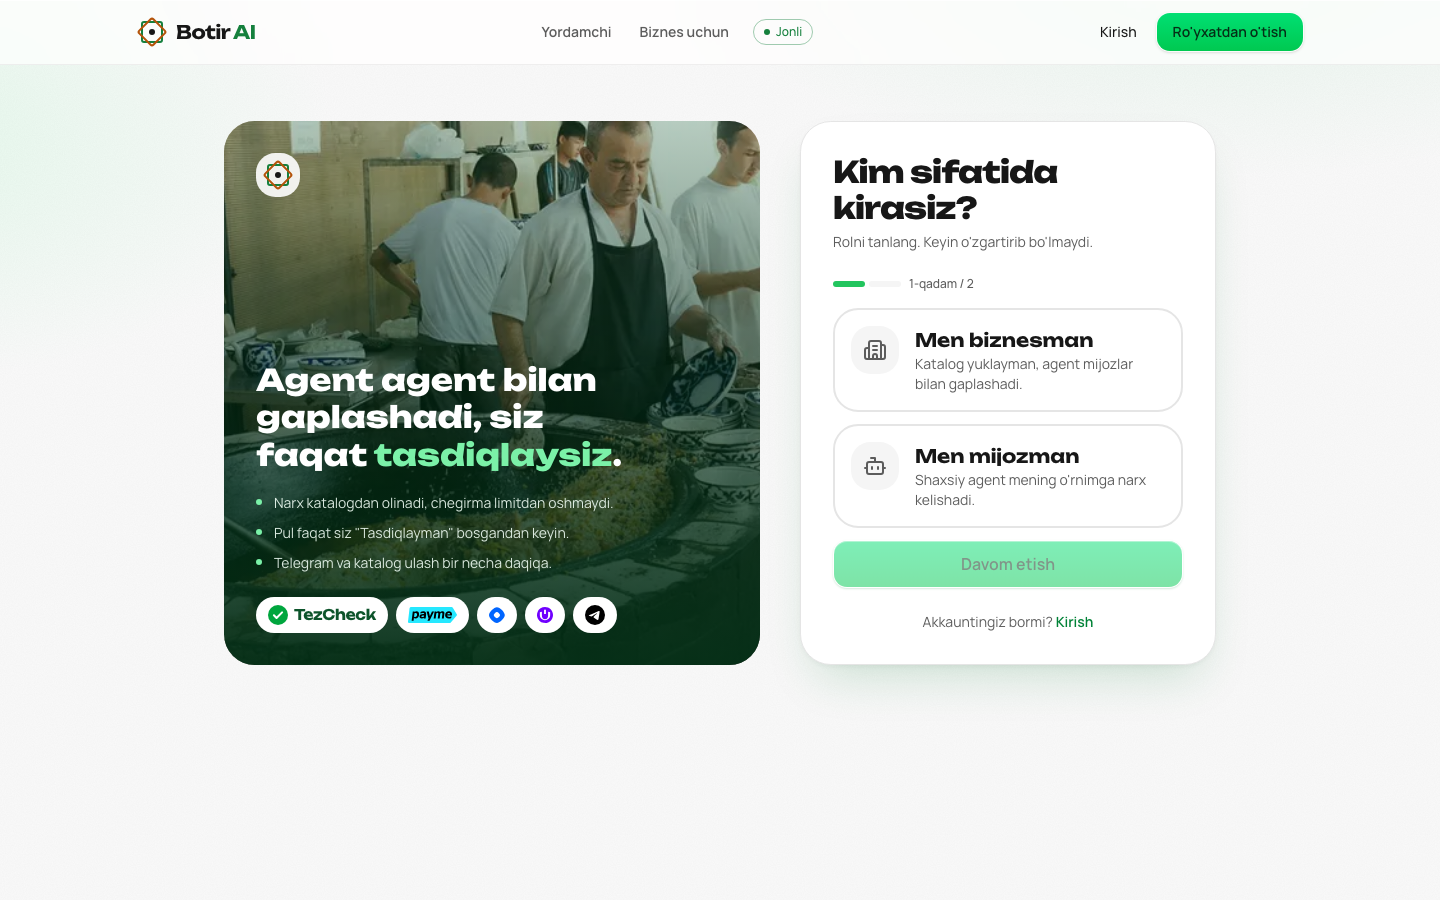 Botir AI
Yordamchi
Biznes uchun
Jonli
Kirish
Ro'yxatdan o'tish
Agent agent bilan
gaplashadi, siz
faqat tasdiqlaysiz.
Narx katalogdan olinadi, chegirma limitdan oshmaydi.
Pul faqat siz "Tasdiqlayman" bosgandan keyin.
Telegram va katalog ulash bir necha daqiqa.
TezCheck
payme
Kim sifatida
kirasiz?
Rolni tanlang. Keyin o'zgartirib bo'lmaydi.
1-qadam / 2
Men biznesman
Katalog yuklayman, agent mijozlar
bilan gaplashadi.
Men mijozman
Shaxsiy agent mening o'rnimga narx
kelishadi.
Davom etish
Akkauntingiz bormi? Kirish